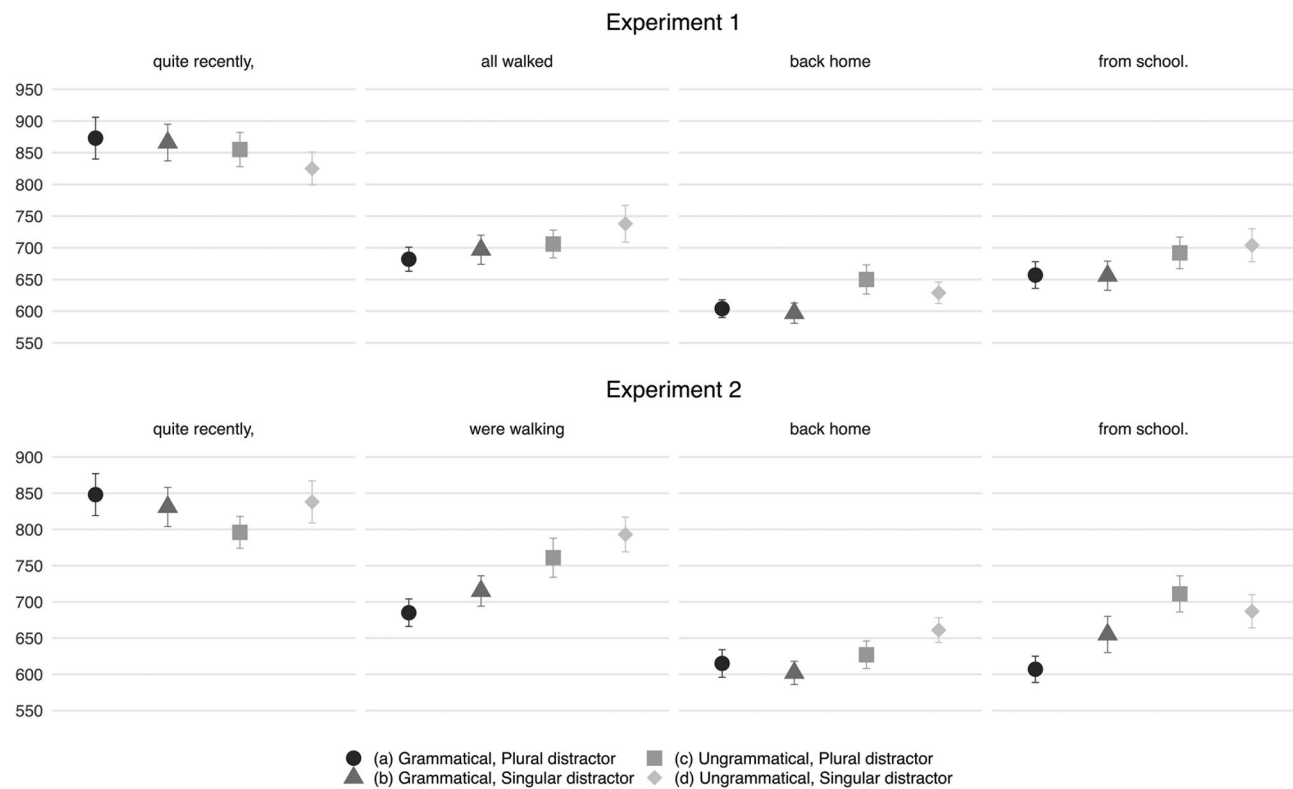 Experiment 1
quite recently, all walked back home from school.
950
900
850
800
750
700
650
600
550
Experiment 2
quite recently, were walking back home from school.
900
850
800
750
700
650
600
550
(a) Grammatical, Plural distractor (c) Ungrammatical, Plural distractor
(b) Grammatical, Singular distractor (d) Ungrammatical, Singular distractor